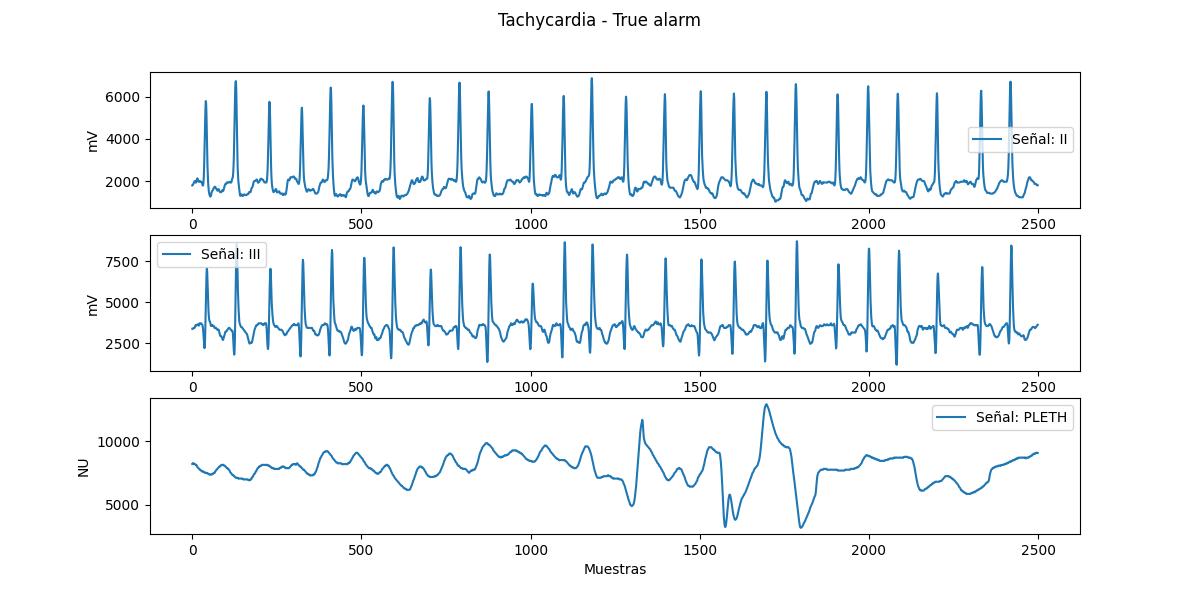 Tachycardia - True alarm
6000
4000
2000
mV
Señal: II
0 500 1000 1500 2000 2500
7500
5000
2500
mV
Señal: III
0 500 1000 1500 2000 2500
10000
5000
NU
Señal: PLETH
0 500 1000 1500 2000 2500
Muestras